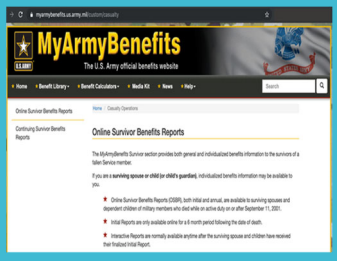 myarmybenefits.us.army.mil/custom/casualty
MyArmyBenefits
U.S. ARMY
The U.S. Army official benefits website
Home
Benefit Library
Benefit Calculators
Media Kit
News
Help
Search
Online Survivor Benefits Reports
Continuing Survivor Benefits
Reports
Home
Casualty Operations
Online Survivor Benefits Reports
The MyArmyBenefits Survivor section provides both general and individualized benefits information to the survivors of a
fallen Service member.
If you are a surviving spouse or child (or child's guardian), individualized benefits information may be available to
you.
Online Survivor Benefits Reports (OSBR), both initial and annual, are available to surviving spouses and
dependent children of military members who died while on active duty on or after September 11, 2001.
Initial Reports are only available online for a 6 month period following the date of death.
Interactive Reports are normally available anytime after the surviving spouse and children have received
their finalized Initial Report.